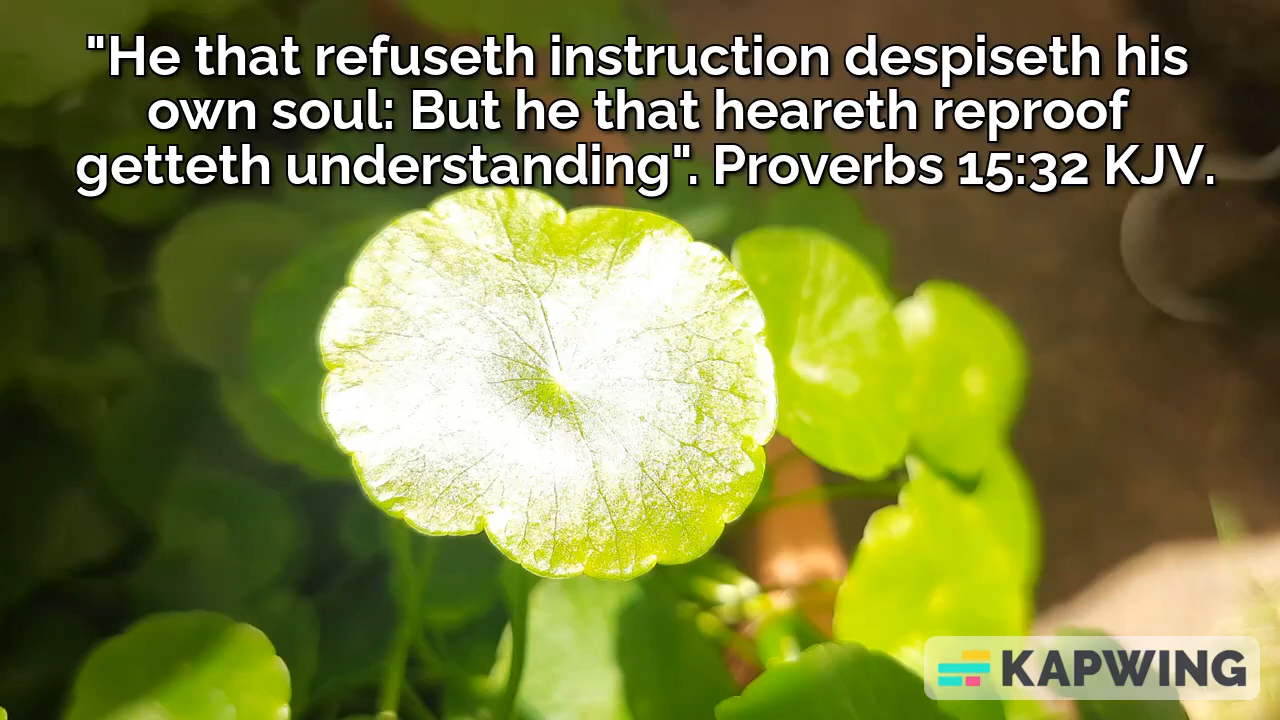 "He that refuseth instruction despiseth his
own soul: But he that heareth reproof
getteth understanding". Proverbs 15:32 KJV.
KAPWING